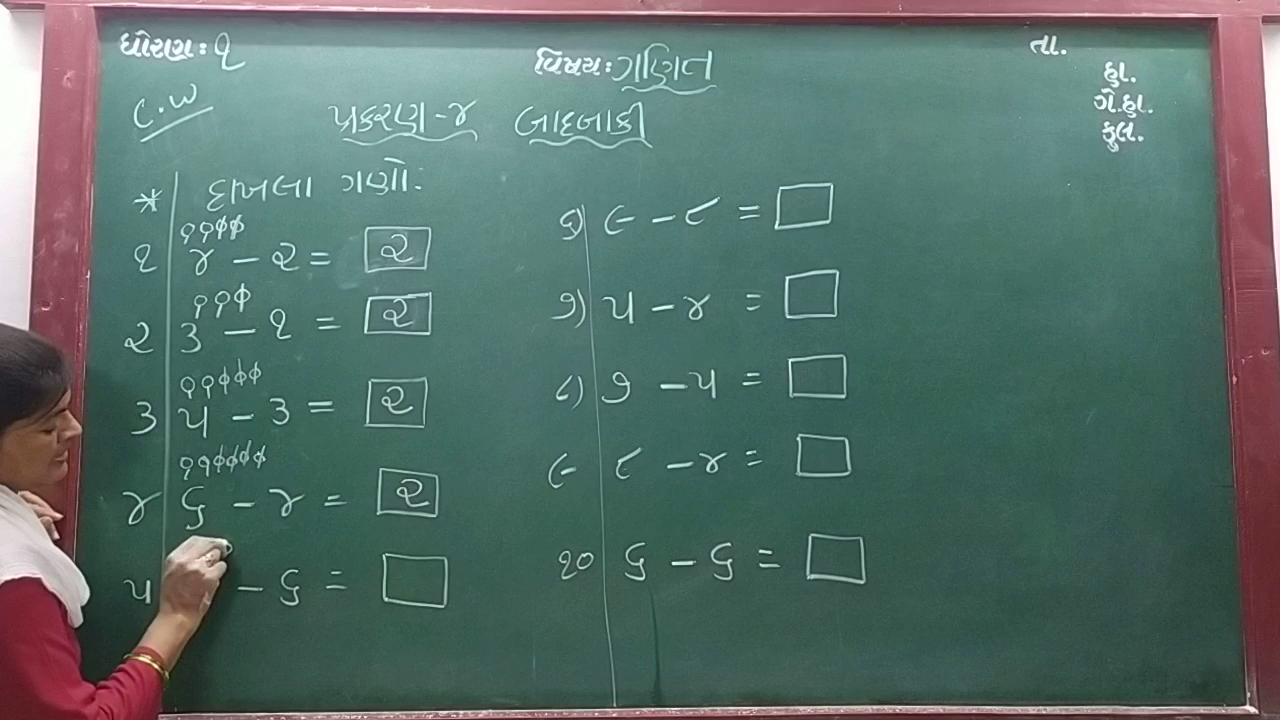 ધોરણ: ૧
વિષય: ગણિત
તા.
હા.
ગે.હા.
કુલ.
C.W
પ્રકરણ-૪ બાદબાકી
* દાખલા ગણો:
૧ ૪ - ૨ = ૨
૨ ૩ - ૧ = ૨
૩ ૫ - ૩ = ૨
૪ ૬ - ૪ = ૨
૫ - ૬ =
૬) ૯ - ૮ =
૭) ૫ - ૪ =
૮) ૭ - ૫ =
૯ ૮ - ૪ =
૧૦ ૬ - ૬ =